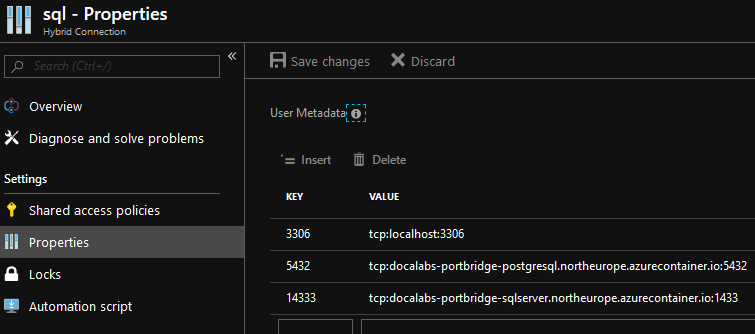 sql - Properties
Hybrid Connection
Search (Ctrl+/)
«
Overview
Diagnose and solve problems
Settings
Shared access policies
Properties
Locks
Automation script
Save changes
Discard
User Metadata
Insert
Delete
KEY VALUE
3306 tcp:localhost:3306
5432 tcp:docalabs-portbridge-postgresql.northeurope.azurecontainer.io:5432
14333 tcp:docalabs-portbridge-sqlserver.northeurope.azurecontainer.io:1433